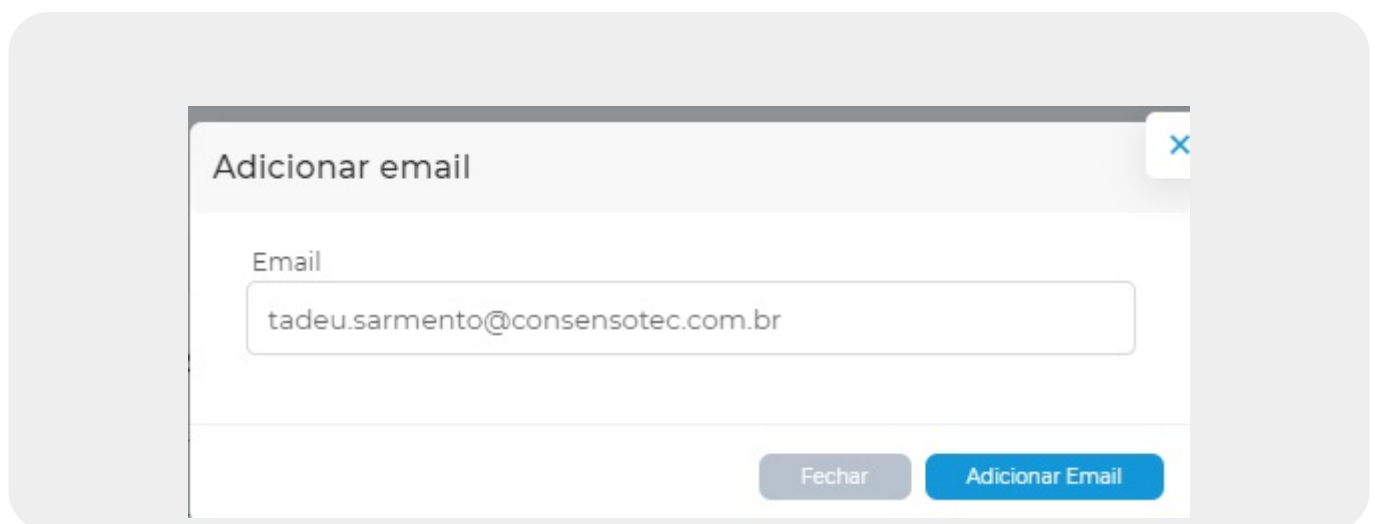 Adicionar email
Email
tadeu.sarmento@consensotec.com.br
Fechar
Adicionar Email